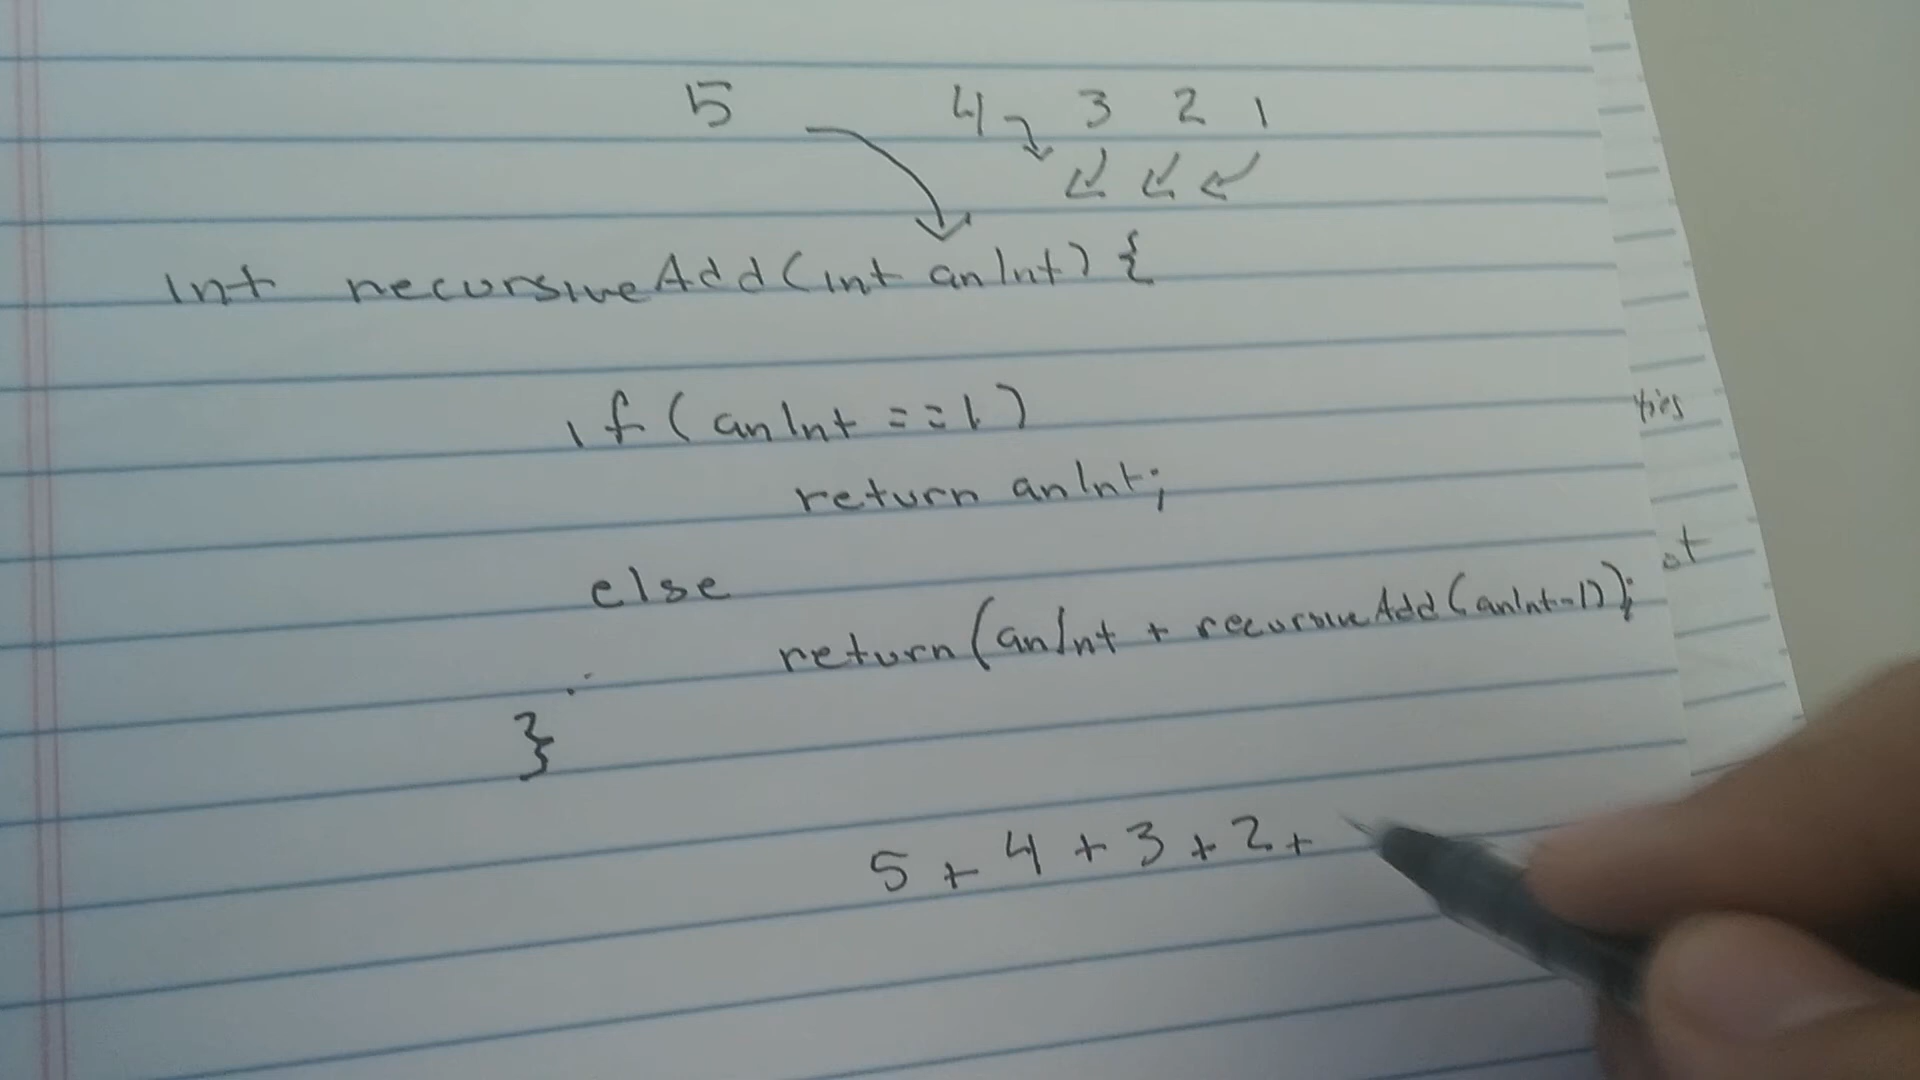 5 4 3 2 1
int recursiveAdd(int anInt) {
if (anInt == 1)
return anInt;
else
return (anInt + recursiveAdd(anInt-1));
}
5 + 4 + 3 + 2 +